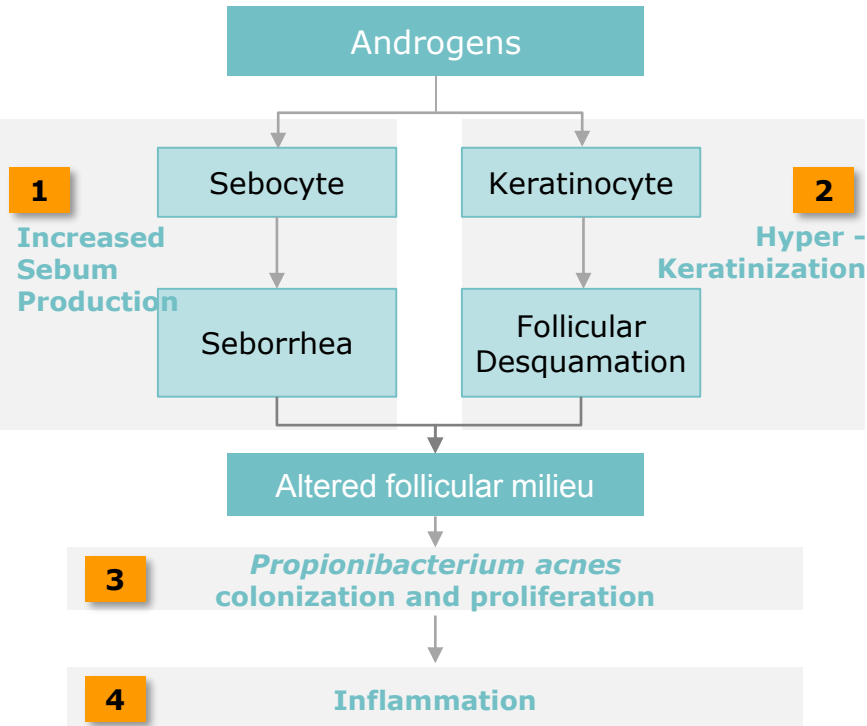 Androgens
1
Sebocyte
Keratinocyte
2
Increased
Sebum
Production
Hyper -
Keratinization
Seborrhea
Follicular
Desquamation
Altered follicular milieu
3
Propionibacterium acnes
colonization and proliferation
4
Inflammation